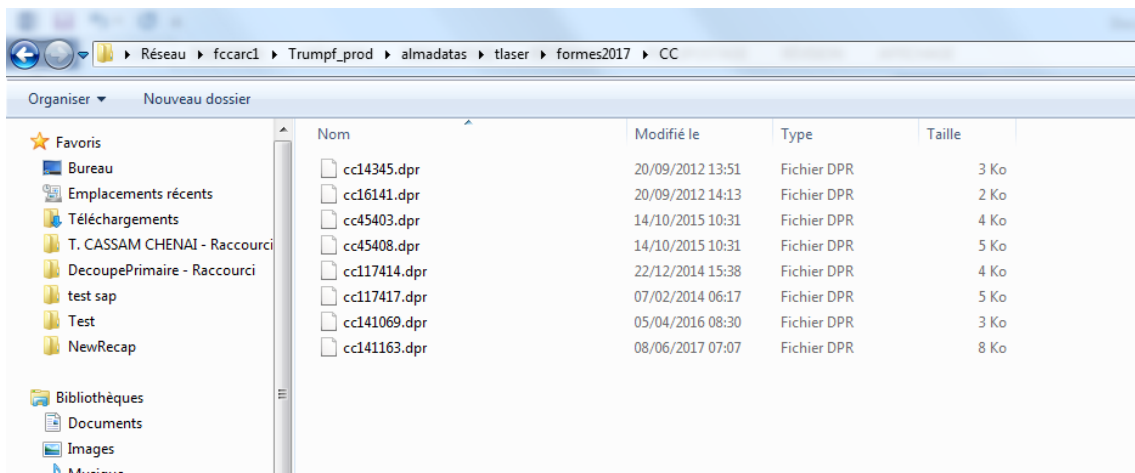 Réseau fccarc1 Trumpf_prod almadatas tlaser formes2017 CC
Organiser Nouveau dossier
Favoris
Bureau
Emplacements récents
Téléchargements
T. CASSAM CHENAI - Raccourci
DecoupePrimaire - Raccourci
test sap
Test
NewRecap
Bibliothèques
Documents
Images
Musique
Nom Modifié le Type Taille
cc14345.dpr 20/09/2012 13:51 Fichier DPR 3 Ko
cc16141.dpr 20/09/2012 14:13 Fichier DPR 2 Ko
cc45403.dpr 14/10/2015 10:31 Fichier DPR 4 Ko
cc45408.dpr 14/10/2015 10:31 Fichier DPR 5 Ko
cc117414.dpr 22/12/2014 15:38 Fichier DPR 4 Ko
cc117417.dpr 07/02/2014 06:17 Fichier DPR 5 Ko
cc141069.dpr 05/04/2016 08:30 Fichier DPR 3 Ko
cc141163.dpr 08/06/2017 07:07 Fichier DPR 8 Ko